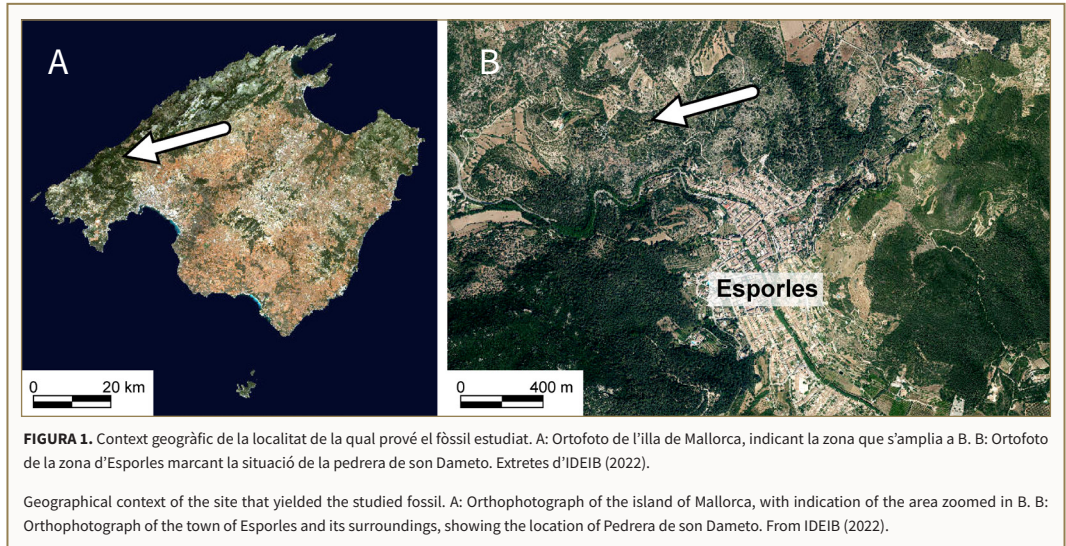 A
B
Esporles
0 20 km
0 400 m
FIGURA 1. Context geogràfic de la localitat de la qual prové el fòssil estudiat. A: Ortofoto de l’illa de Mallorca, indicant la zona que s’amplia a B. B: Ortofoto
de la zona d’Esporles marcant la situació de la pedrera de son Dameto. Extretes d’IDEIB (2022).
Geographical context of the site that yielded the studied fossil. A: Orthophotograph of the island of Mallorca, with indication of the area zoomed in B. B:
Orthophotograph of the town of Esporles and its surroundings, showing the location of Pedrera de son Dameto. From IDEIB (2022).